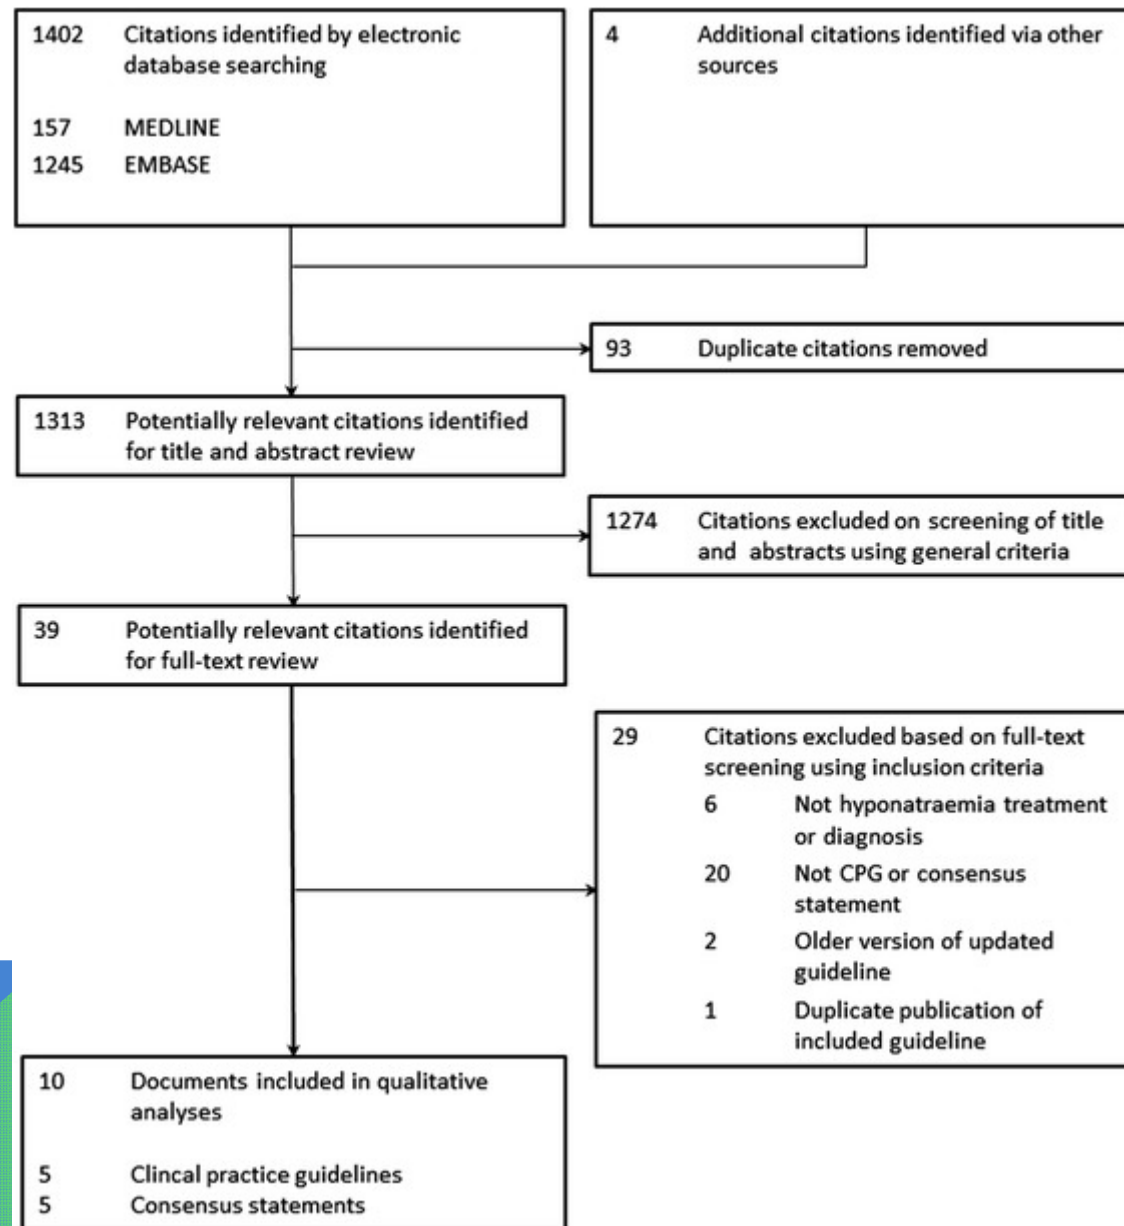 1402 Citations identified by electronic
database searching
157 MEDLINE
1245 EMBASE
4 Additional citations identified via other
sources
93 Duplicate citations removed
1313 Potentially relevant citations identified
for title and abstract review
1274 Citations excluded on screening of title
and abstracts using general criteria
39 Potentially relevant citations identified
for full-text review
29 Citations excluded based on full-text
screening using inclusion criteria
6 Not hyponatraemia treatment
or diagnosis
20 Not CPG or consensus
statement
2 Older version of updated
guideline
1 Duplicate publication of
included guideline
10 Documents included in qualitative
analyses
5 Clincal practice guidelines
5 Consensus statements